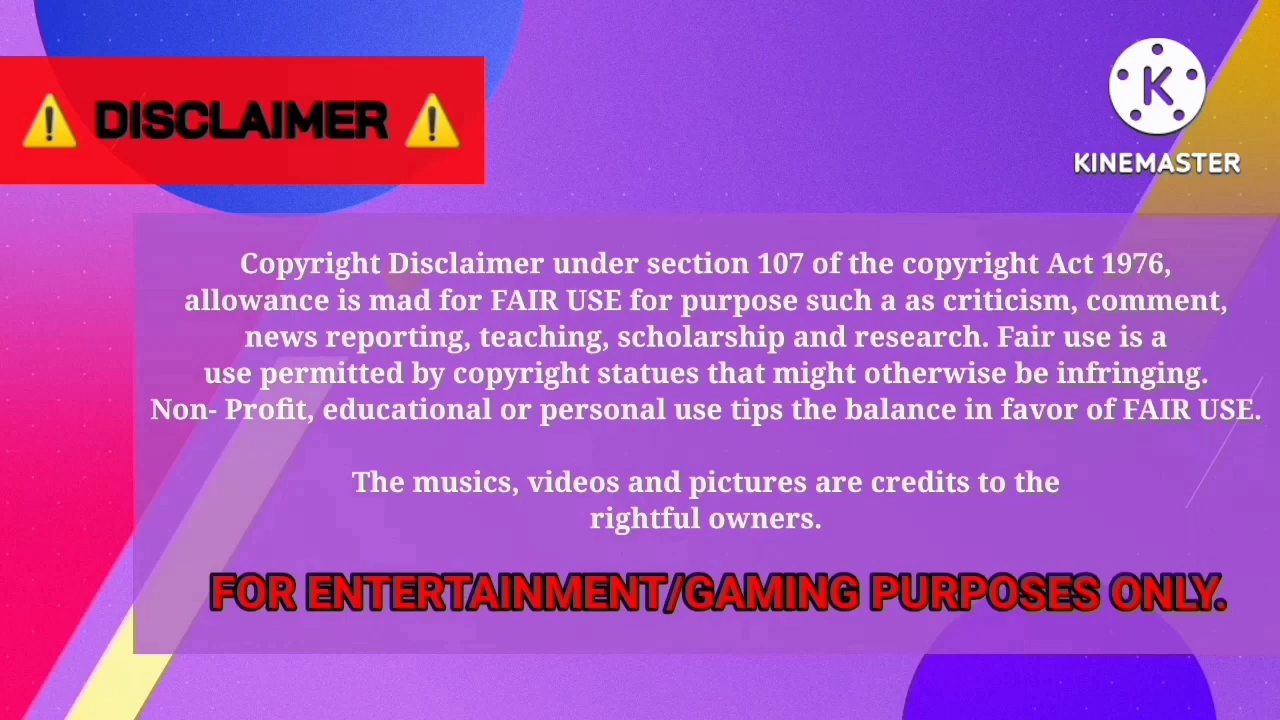 ⚠️ DISCLAIMER ⚠️
K
KINEMASTER
Copyright Disclaimer under section 107 of the copyright Act 1976,
allowance is mad for FAIR USE for purpose such a as criticism, comment,
news reporting, teaching, scholarship and research. Fair use is a
use permitted by copyright statues that might otherwise be infringing.
Non- Profit, educational or personal use tips the balance in favor of FAIR USE.
The musics, videos and pictures are credits to the
rightful owners.
FOR ENTERTAINMENT/GAMING PURPOSES ONLY.